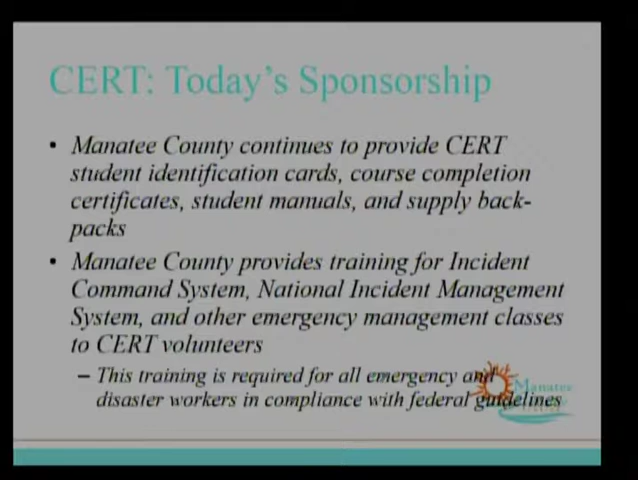 CERT: Today's Sponsorship
• Manatee County continues to provide CERT
student identification cards, course completion
certificates, student manuals, and supply back-
packs
• Manatee County provides training for Incident
Command System, National Incident Management
System, and other emergency management classes
to CERT volunteers
– This training is required for all emergency and
disaster workers in compliance with federal guidelines
Manatee